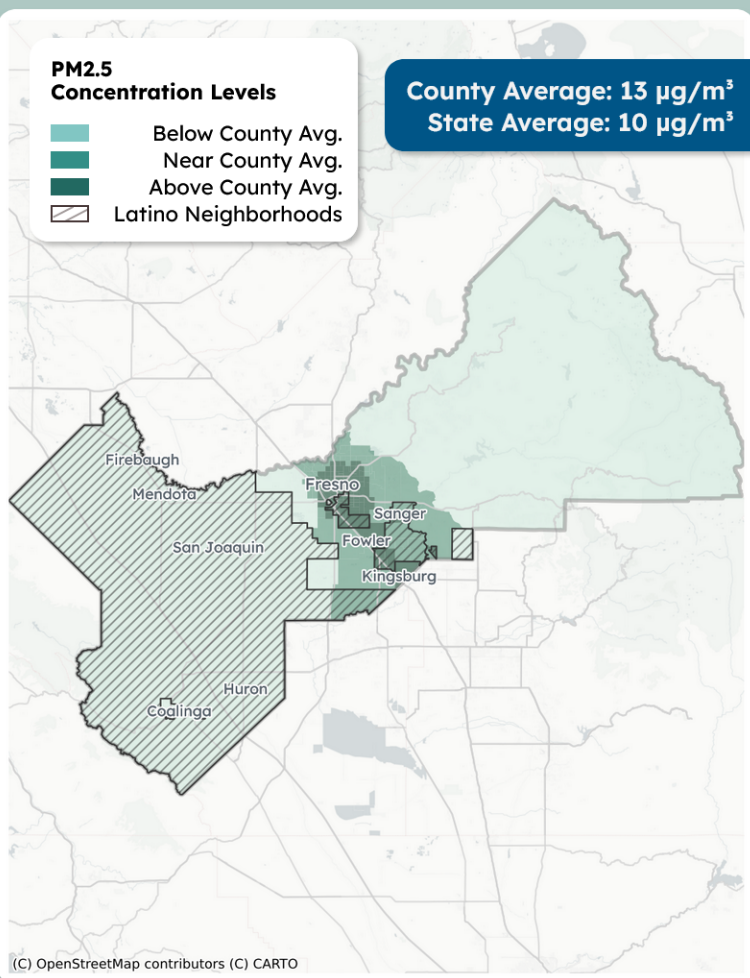 PM2.5
Concentration Levels
Below County Avg.
Near County Avg.
Above County Avg.
Latino Neighborhoods
County Average: 13 µg/m³
State Average: 10 µg/m³
Firebaugh
Mendota
Fresno
Sanger
San Joaquin
Fowler
Kingsburg
Huron
Coalinga
(C) OpenStreetMap contributors (C) CARTO